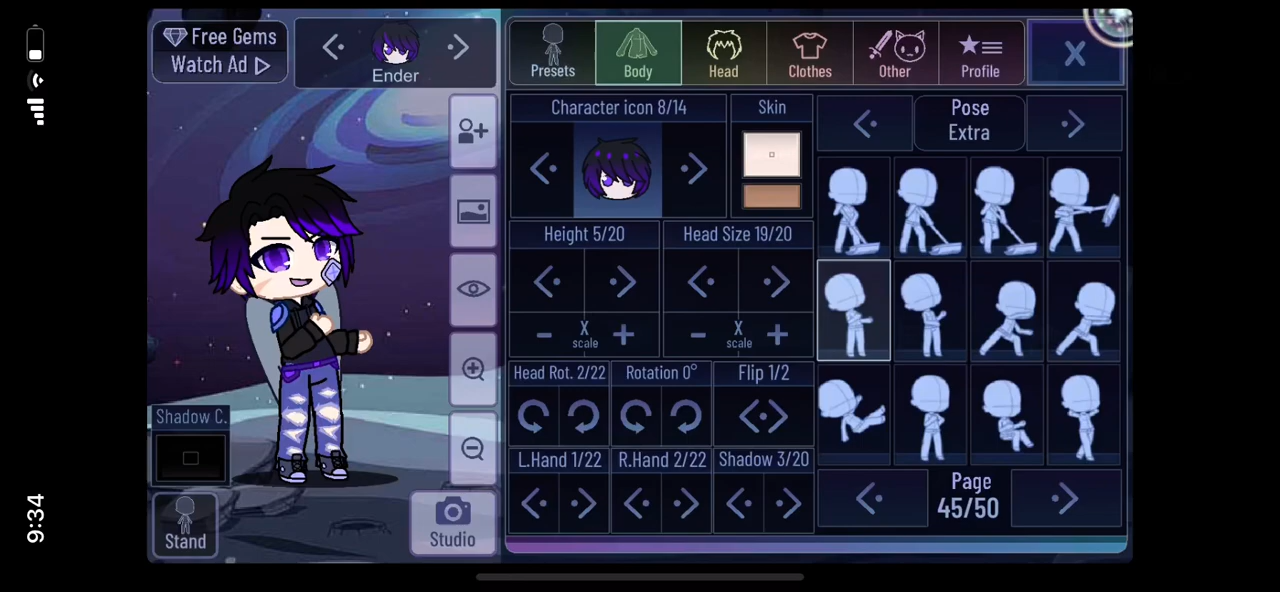 9:34
Free Gems
Watch Ad
Ender
Shadow C.
Stand
Studio
Presets
Body
Head
Clothes
Other
Profile
X
Character icon 8/14
Skin
Height 5/20
Head Size 19/20
X
scale
X
scale
Head Rot. 2/22
Rotation 0°
Flip 1/2
L.Hand 1/22
R.Hand 2/22
Shadow 3/20
Pose
Extra
Page
45/50